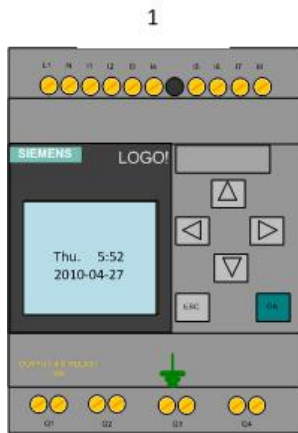 1
L1 N I1 I2 I3 I4 I5 I6 I7 I8
SIEMENS
LOGO!
Thu. 5:52
2010-04-27
ESC
OK
Q1 Q2 Q3 Q4